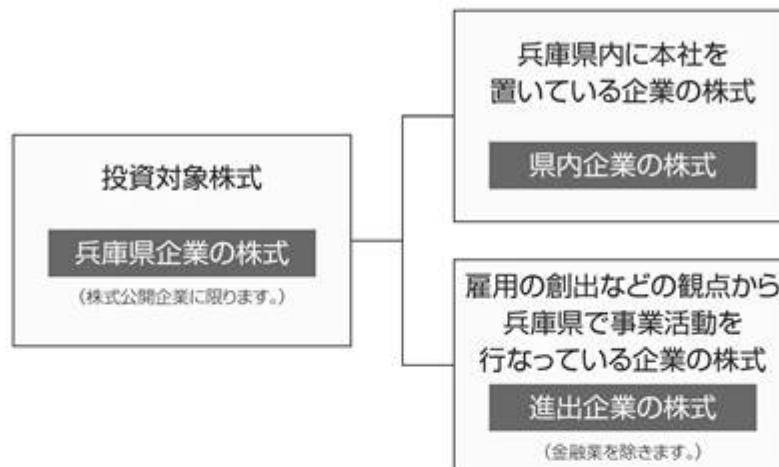 投資対象株式
兵庫県企業の株式
(株式公開企業に限ります。)
兵庫県内に本社を
置いている企業の株式
県内企業の株式
雇用の創出などの観点から
兵庫県で事業活動を
行なっている企業の株式
進出企業の株式
(金融業を除きます。)